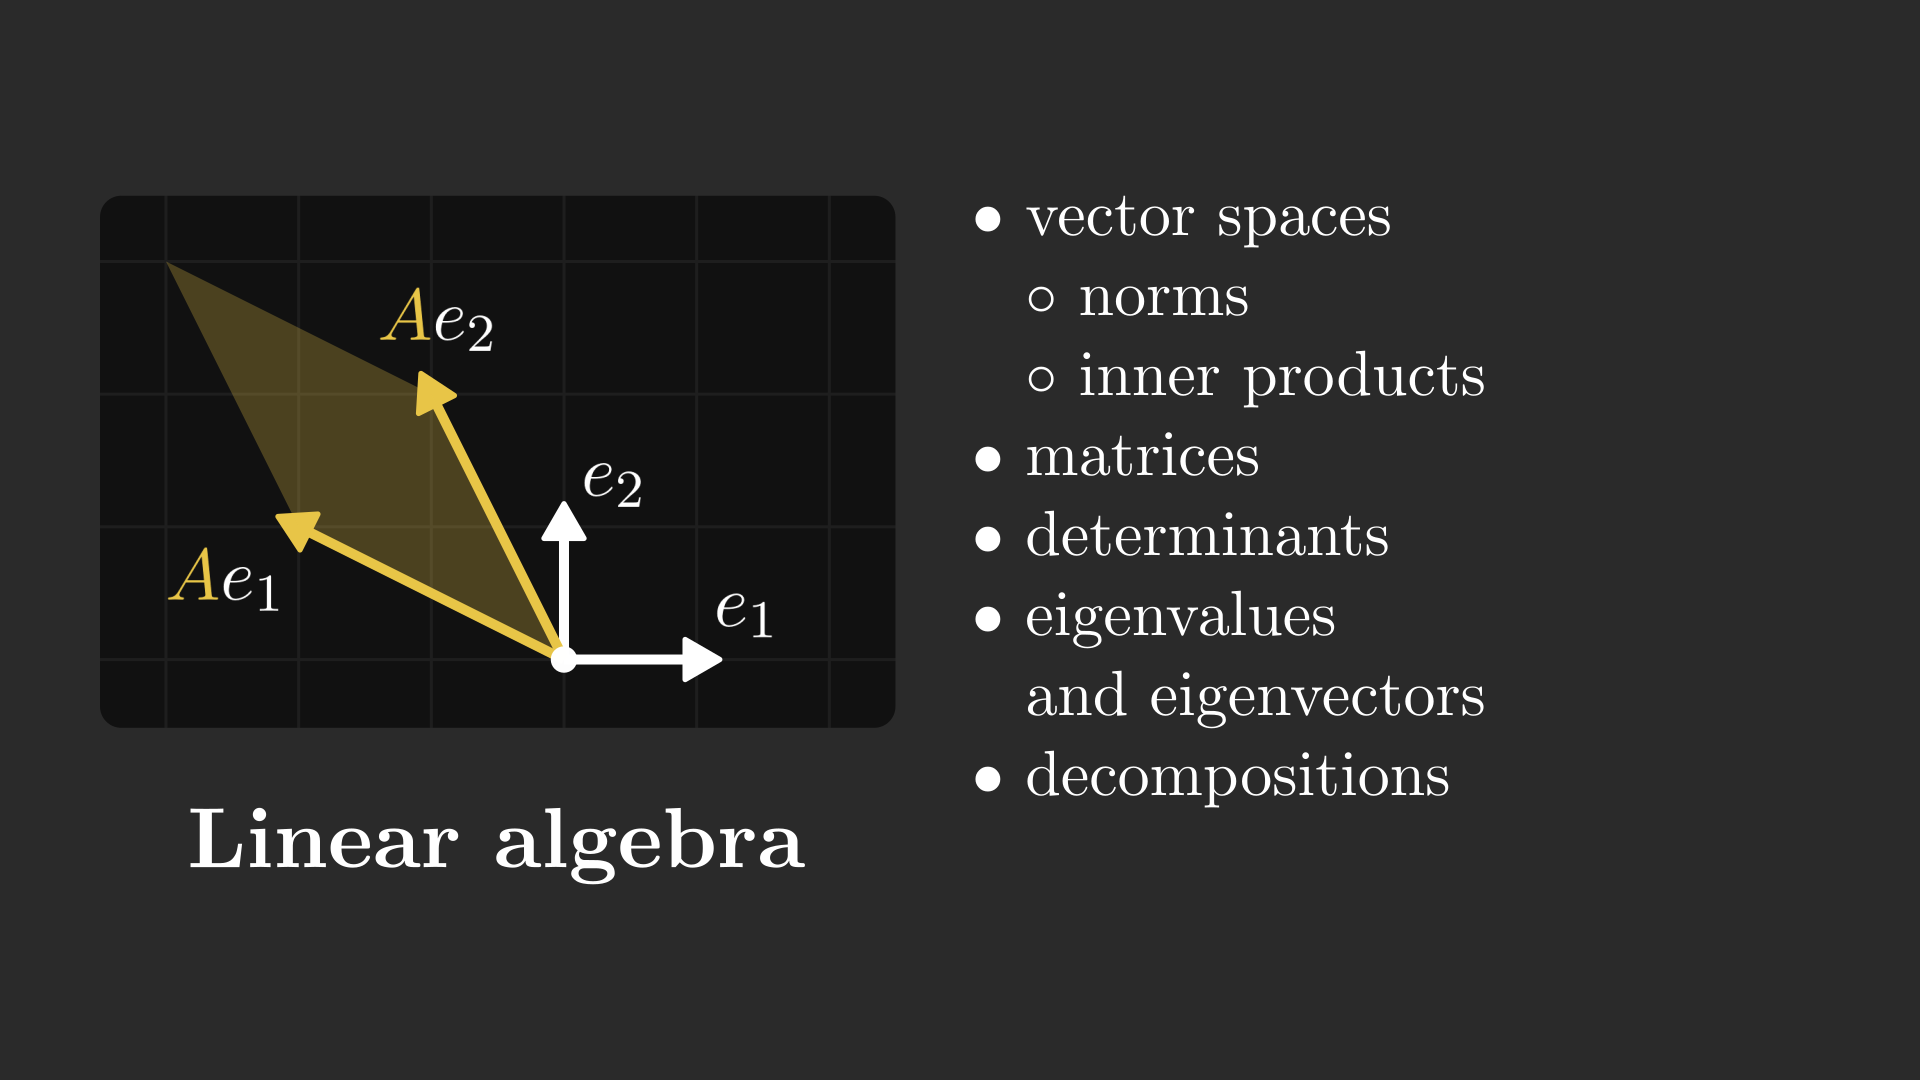 Ae₂
e₂
Ae₁
e₁
Linear algebra
• vector spaces
◦ norms
◦ inner products
• matrices
• determinants
• eigenvalues
and eigenvectors
• decompositions